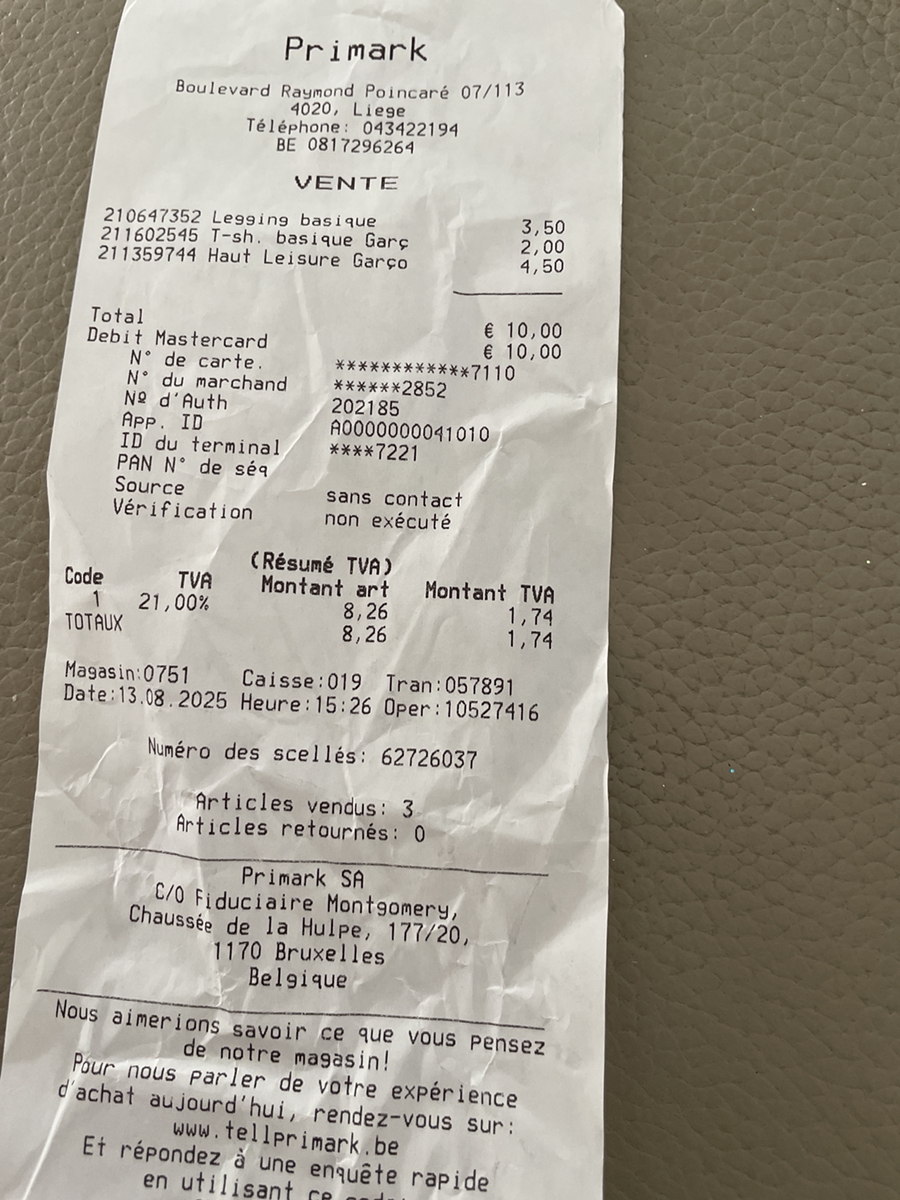 Primark
Boulevard Raymond Poincaré 07/113
4020, Liege
Téléphone: 043422194
BE 0817296264
VENTE
210647352 Legging basique 3,50
211602545 T-sh. basique Garç 2,00
211359744 Haut Leisure Garço 4,50
Total € 10,00
Debit Mastercard € 10,00
N° de carte. ************7110
N° du marchand ******2852
Nº d'Auth 202185
App. ID A0000000041010
ID du terminal ****7221
PAN N° de séq
Source sans contact
Vérification non exécuté
(Résumé TVA)
Code TVA Montant art Montant TVA
1 21,00% 8,26 1,74
TOTAUX 8,26 1,74
Magasin:0751 Caisse:019 Tran:057891
Date:13.08.2025 Heure:15:26 Oper:10527416
Numéro des scellés: 62726037
Articles vendus: 3
Articles retournés: 0
Primark SA
C/O Fiduciaire Montgomery,
Chaussée de la Hulpe, 177/20,
1170 Bruxelles
Belgique
Nous aimerions savoir ce que vous pensez
de notre magasin!
Pour nous parler de votre expérience
d'achat aujourd'hui, rendez-vous sur:
www.tellprimark.be
Et répondez à une enquête rapide
en utilisant ce